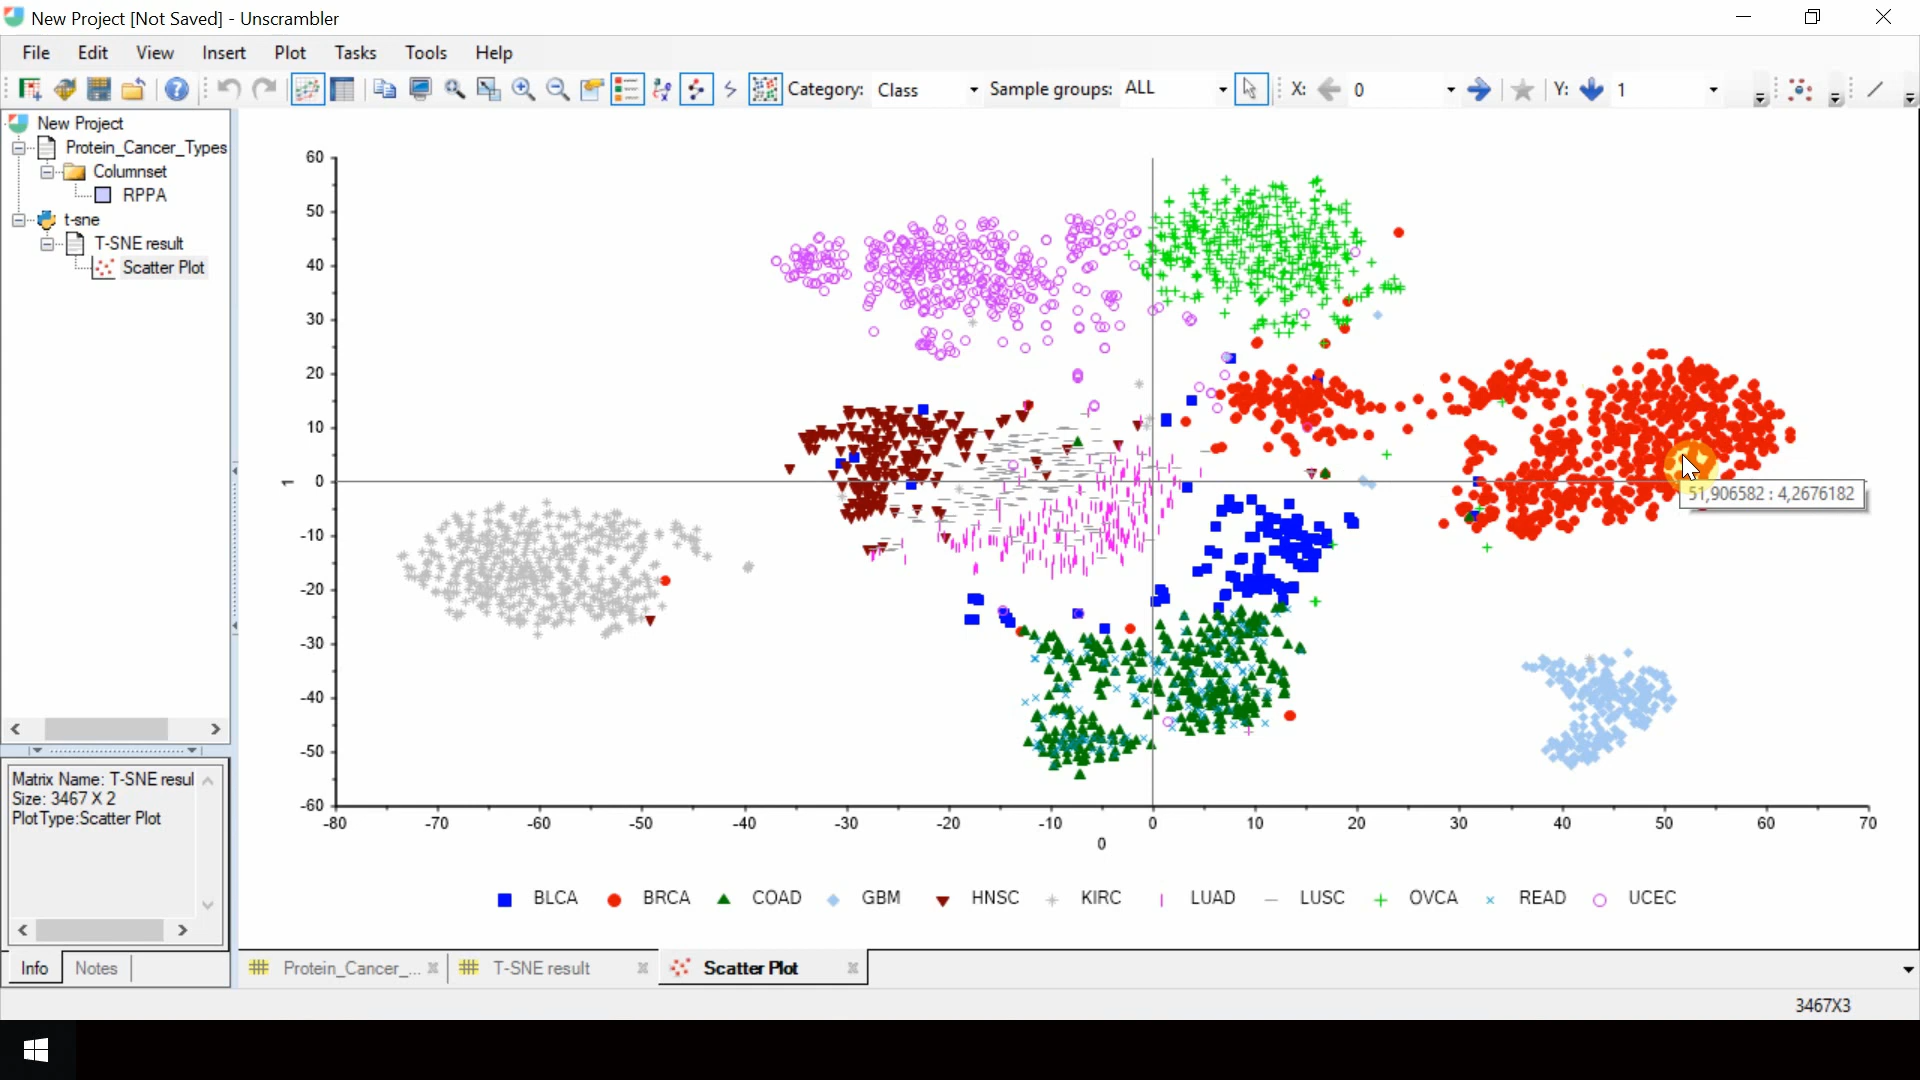 New Project [Not Saved] - Unscrambler
File Edit View Insert Plot Tasks Tools Help
Category: Class Sample groups: ALL X: 0 Y: 1
New Project
Protein_Cancer_Types
Columnset
RPPA
t-sne
T-SNE result
Scatter Plot
Matrix Name: T-SNE resul
Size: 3467 X 2
PlotType:Scatter Plot
Info Notes
60
50
40
30
20
10
0
-10
-20
-30
-40
-50
-60
1
51,906582 : 4,2676182
-80 -70 -60 -50 -40 -30 -20 -10 0 10 20 30 40 50 60 70
0
BLCA BRCA COAD GBM HNSC KIRC LUAD LUSC OVCA READ UCEC
Protein_Cancer_... T-SNE result Scatter Plot
3467X3